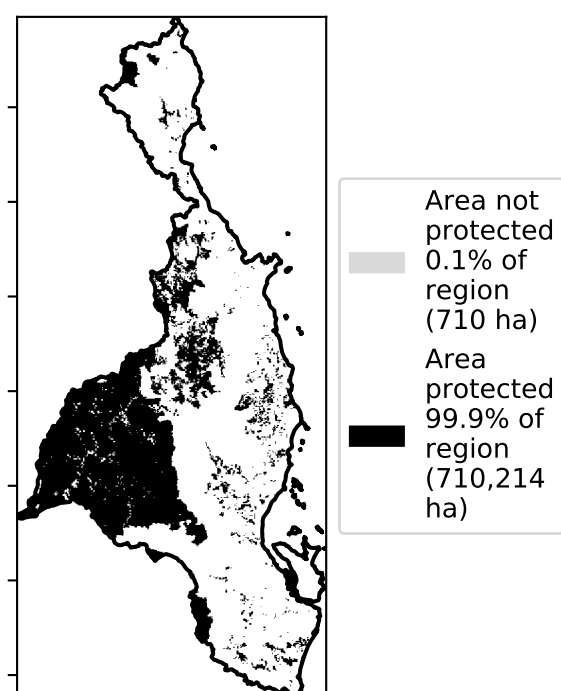 Area not
protected
0.1% of
region
(710 ha)
Area
protected
99.9% of
region
(710,214
ha)